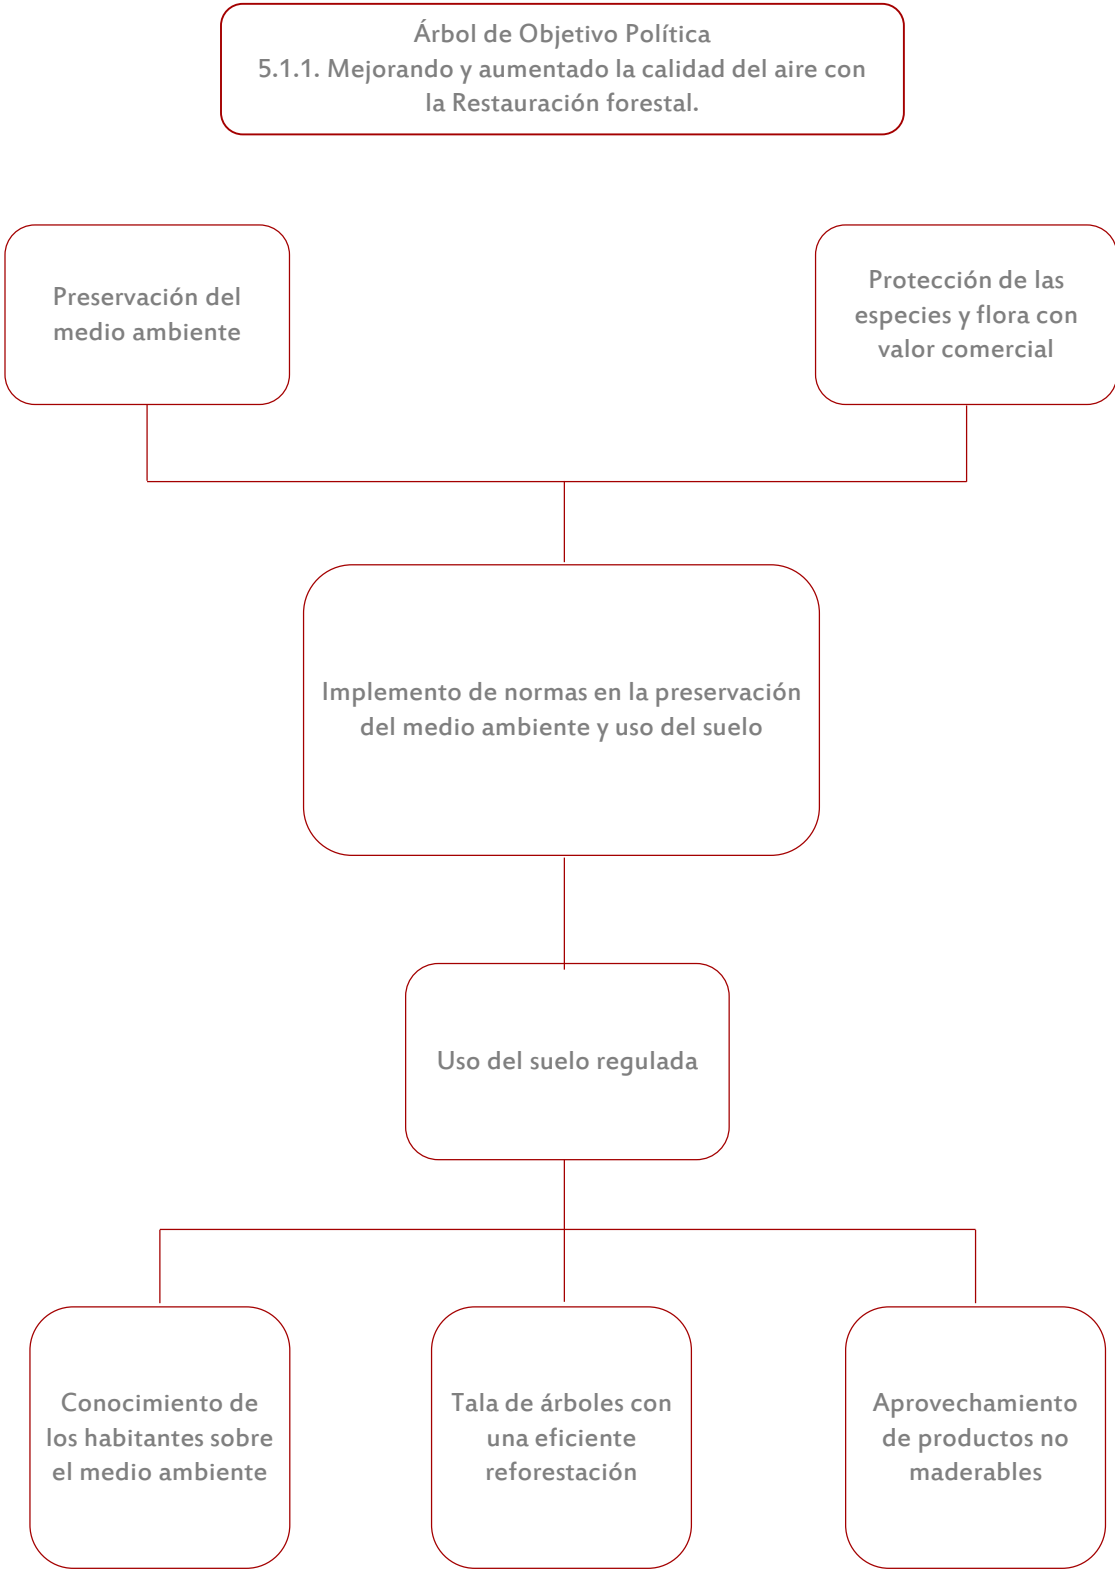 Árbol de Objetivo Política
5.1.1. Mejorando y aumentado la calidad del aire con
la Restauración forestal.
Preservación del
medio ambiente
Protección de las
especies y flora con
valor comercial
Implemento de normas en la preservación
del medio ambiente y uso del suelo
Uso del suelo regulada
Conocimiento de
los habitantes sobre
el medio ambiente
Tala de árboles con
una eficiente
reforestación
Aprovechamiento
de productos no
maderables